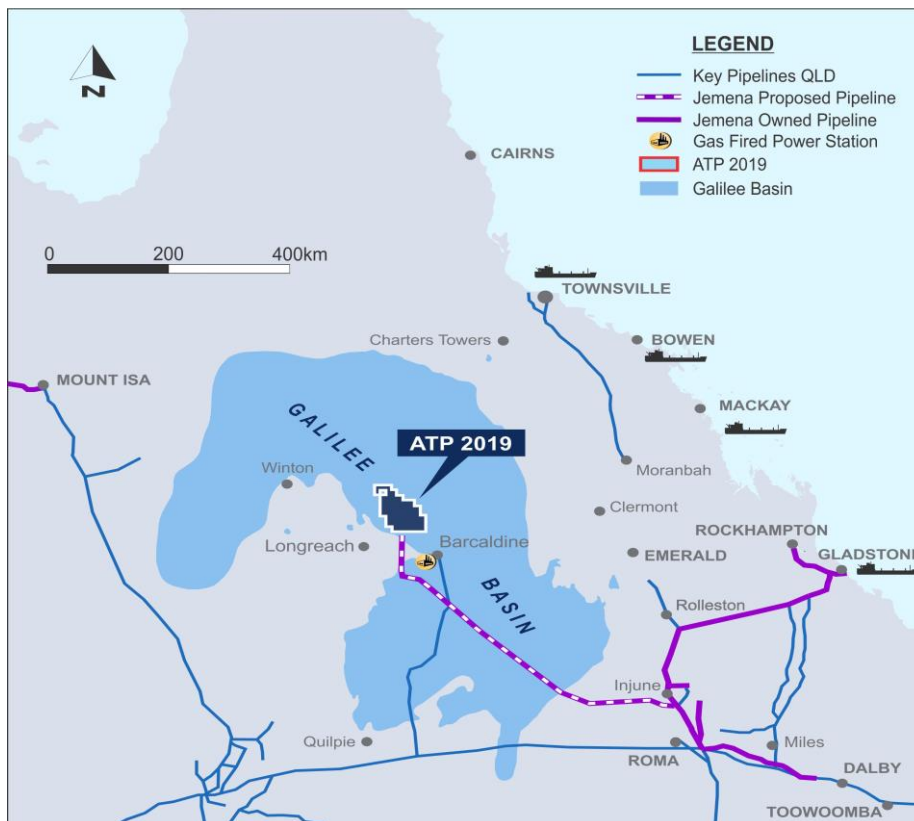 LEGEND
Key Pipelines QLD
Jemena Proposed Pipeline
Jemena Owned Pipeline
Gas Fired Power Station
ATP 2019
Galilee Basin
N
CAIRNS
0 200 400km
TOWNSVILLE
Charters Towers
BOWEN
MOUNT ISA
MACKAY
GALILEE
ATP 2019
Moranbah
Winton
Clermont
ROCKHAMPTON
Longreach
Barcaldine
EMERALD
GLADSTONE
BASIN
Rolleston
Injune
Quilpie
ROMA
Miles
DALBY
TOOWOOMBA